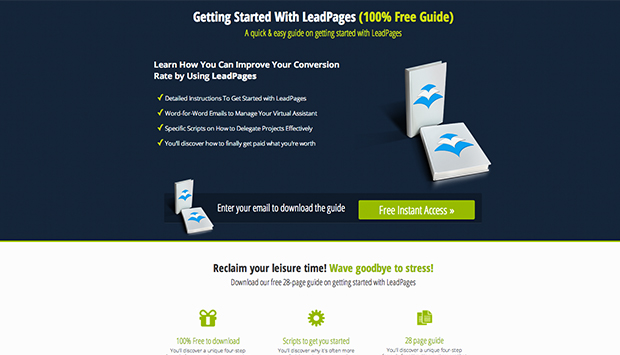 Getting Started With LeadPages (100% Free Guide)
A quick & easy guide on getting started with LeadPages
Learn How You Can Improve Your Conversion
Rate by Using LeadPages
Detailed Instructions To Get Started with LeadPages
Word-for-Word Emails to Manage Your Virtual Assistant
Specific Scripts on How to Delegate Projects Effectively
You'll discover how to finally get paid what you're worth
Enter your email to download the guide
Free Instant Access »
Reclaim your leisure time! Wave goodbye to stress!
Download our free 28-page guide on getting started with LeadPages
100% Free to download
Scripts to get you started
28 page guide
You'll discover a unique four-step
You'll discover why it's often more
You'll discover a unique four-step